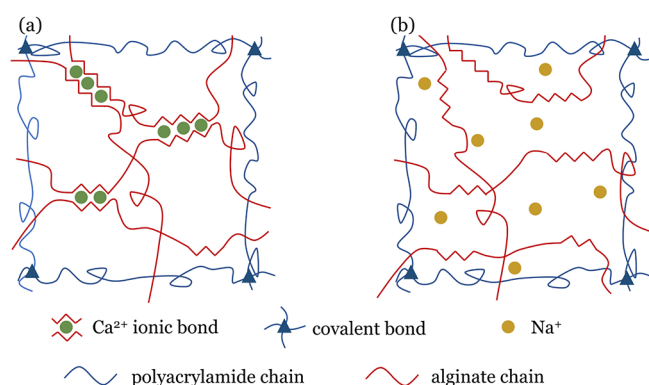 (a)
(b)
Ca²⁺ ionic bond
covalent bond
Na⁺
polyacrylamide chain
alginate chain